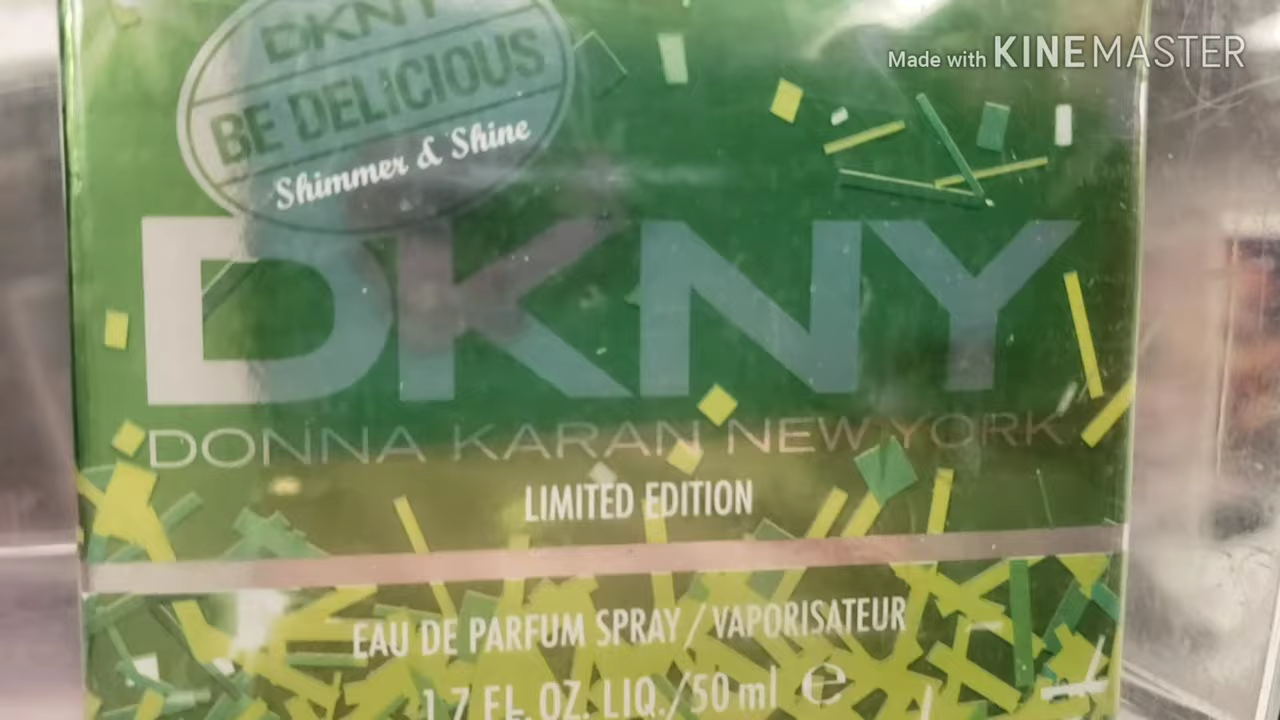 Made with KINEMASTER
DKNY
BE DELICIOUS
Shimmer & Shine
DKNY
DONNA KARAN NEW YORK
LIMITED EDITION
EAU DE PARFUM SPRAY / VAPORISATEUR
1.7 FL. OZ. LIQ./50 ml ℮